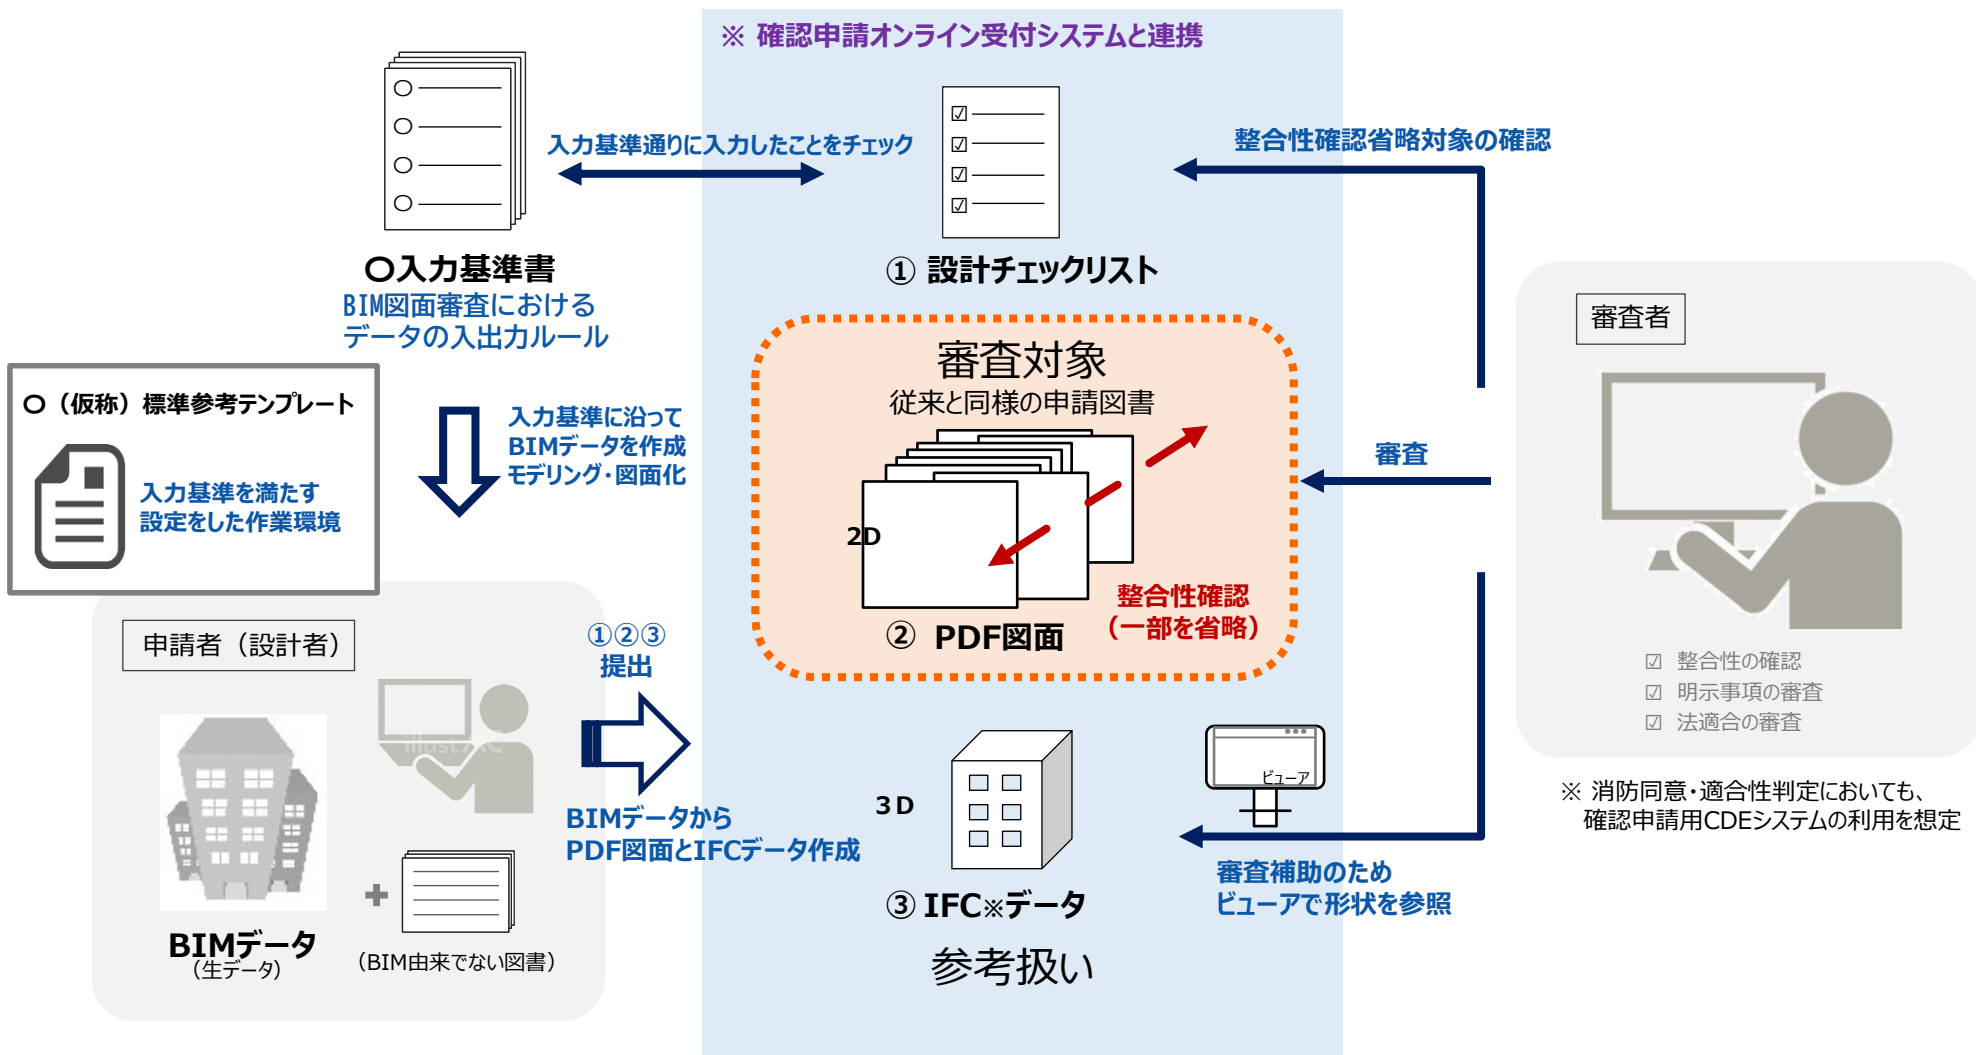 ※ 確認申請オンライン受付システムと連携
入力基準通りに入力したことをチェック
整合性確認省略対象の確認
〇入力基準書
BIM図面審査における
データの入出力ルール
① 設計チェックリスト
審査者
審査対象
従来と同様の申請図書
〇（仮称）標準参考テンプレート
入力基準を満たす
設定をした作業環境
入力基準に沿って
BIMデータを作成
モデリング・図面化
審査
2D
整合性確認
（一部を省略）
② PDF図面
申請者（設計者）
①②③
提出
☑ 整合性の確認
☑ 明示事項の審査
☑ 法適合の審査
illust AC
ビューア
3D
BIMデータから
PDF図面とIFCデータ作成
※ 消防同意・適合性判定においても、
確認申請用CDEシステムの利用を想定
審査補助のため
ビューアで形状を参照
③ IFC※データ
参考扱い
BIMデータ
（生データ）
（BIM由来でない図書）